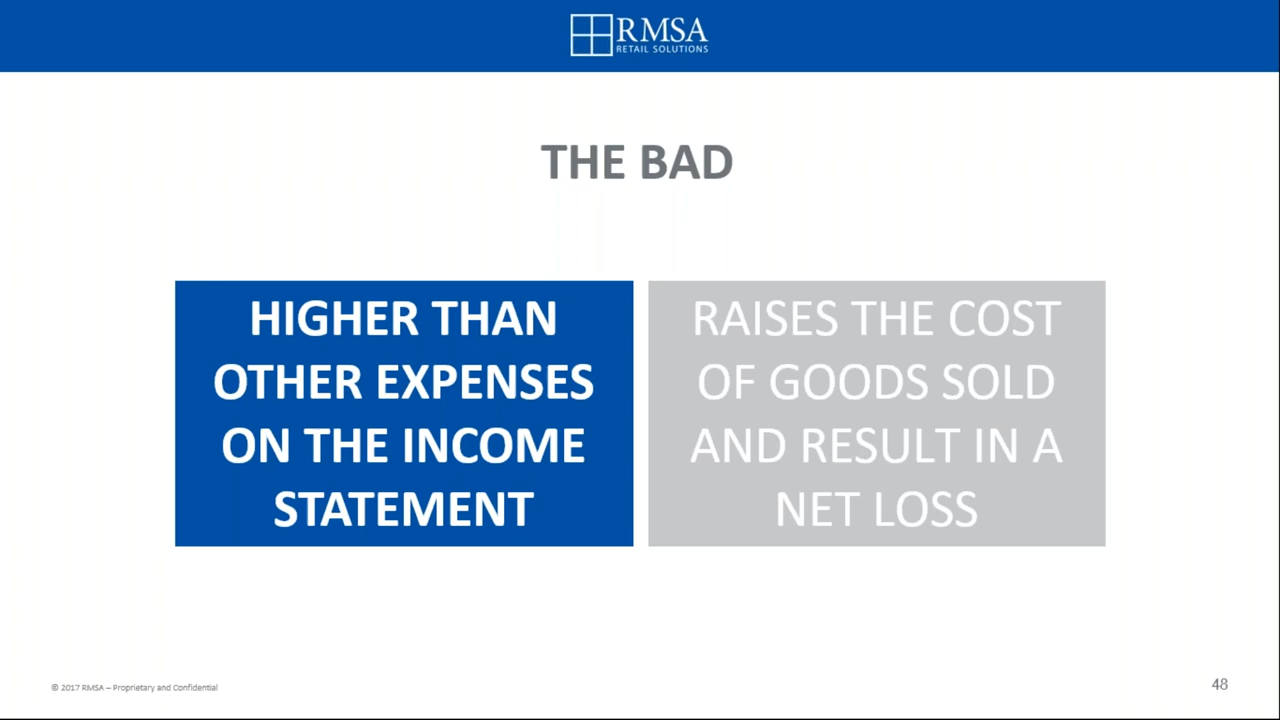 RMSA
RETAIL SOLUTIONS
THE BAD
HIGHER THAN
OTHER EXPENSES
ON THE INCOME
STATEMENT
RAISES THE COST
OF GOODS SOLD
AND RESULT IN A
NET LOSS
© 2017 RMSA – Proprietary and Confidential
48